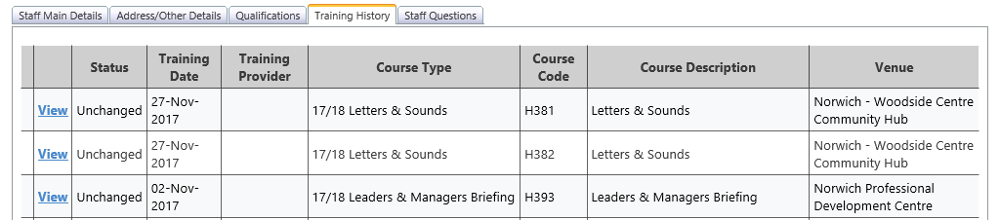 Staff Main Details Address/Other Details Qualifications Training History Staff Questions
Status Training Date Training Provider Course Type Course Code Course Description Venue
View Unchanged 27-Nov-2017 17/18 Letters & Sounds H381 Letters & Sounds Norwich - Woodside Centre Community Hub
View Unchanged 27-Nov-2017 17/18 Letters & Sounds H382 Letters & Sounds Norwich - Woodside Centre Community Hub
View Unchanged 02-Nov-2017 17/18 Leaders & Managers Briefing H393 Leaders & Managers Briefing Norwich Professional Development Centre